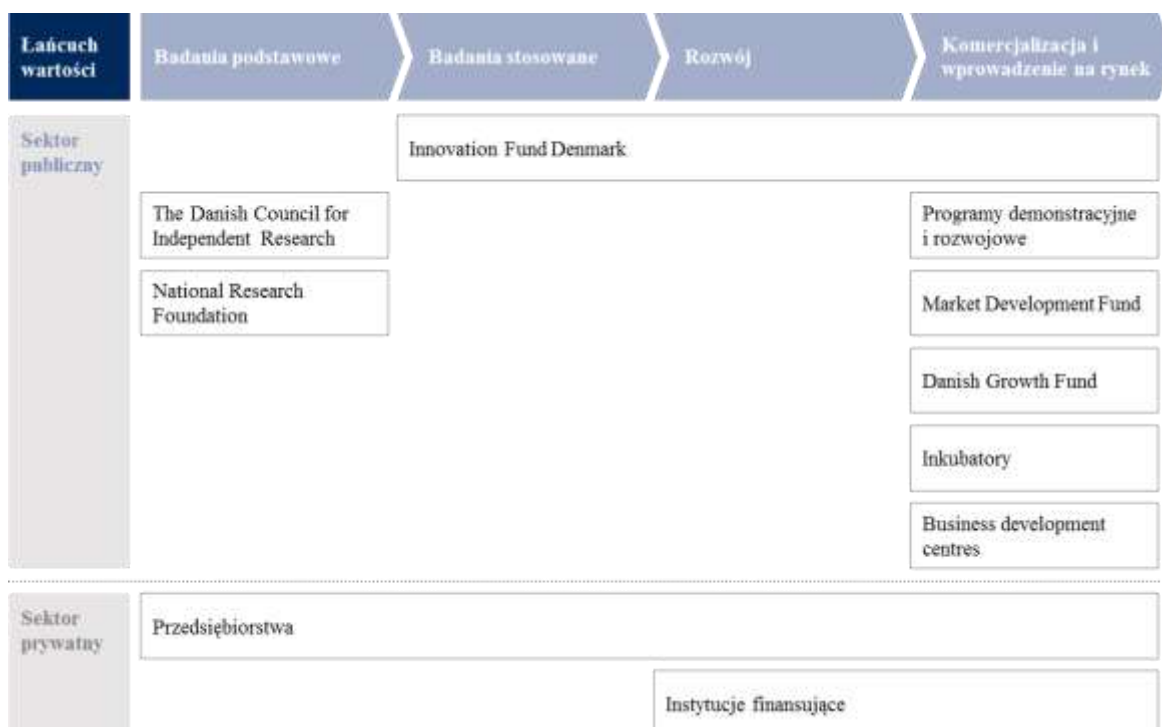 Łańcuch
wartości
Badania podstawowe
Badania stosowane
Rozwój
Komercjalizacja i
wprowadzenie na rynek
Sektor
publiczny
Innovation Fund Denmark
The Danish Council for
Independent Research
Programy demonstracyjne
i rozwojowe
National Research
Foundation
Market Development Fund
Danish Growth Fund
Inkubatory
Business development
centres
Sektor
prywatny
Przedsiębiorstwa
Instytucje finansujące